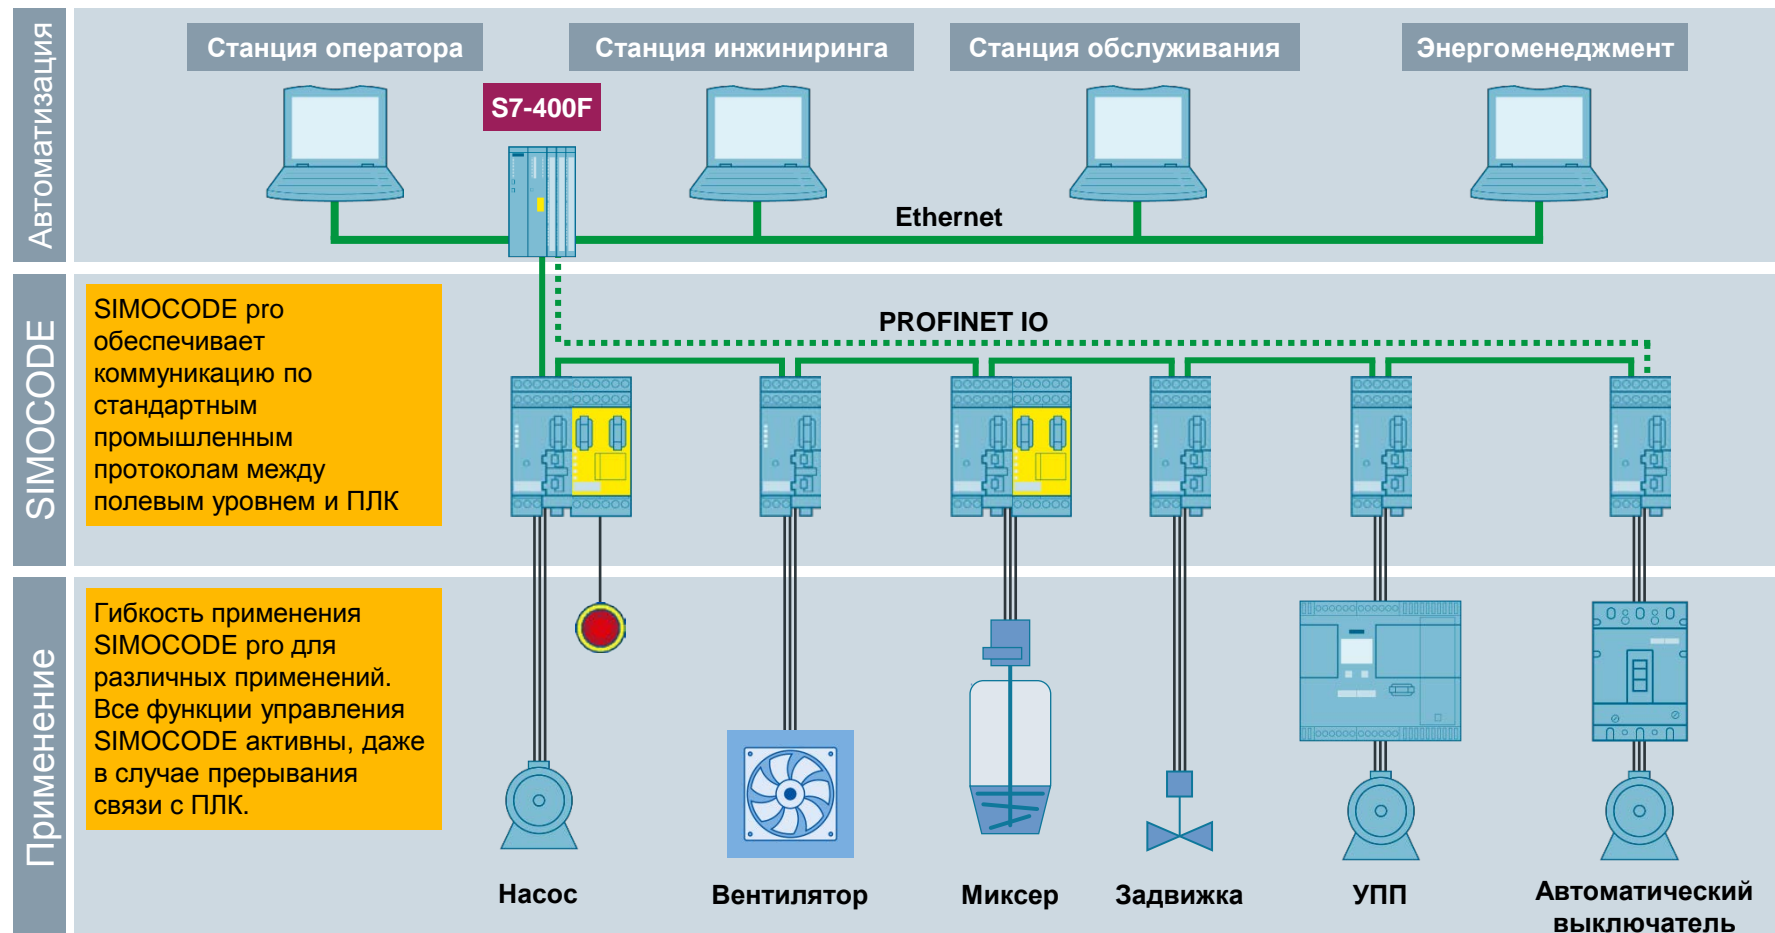 Автоматизация
Станция оператора
Станция инжиниринга
Станция обслуживания
Энергоменеджмент
S7-400F
Ethernet
SIMOCODE
SIMOCODE pro
обеспечивает
коммуникацию по
стандартным
промышленным
протоколам между
полевым уровнем и ПЛК
PROFINET IO
Применение
Гибкость применения
SIMOCODE pro для
различных применений.
Все функции управления
SIMOCODE активны, даже
в случае прерывания
связи с ПЛК.
Насос
Вентилятор
Миксер
Задвижка
УПП
Автоматический
выключатель